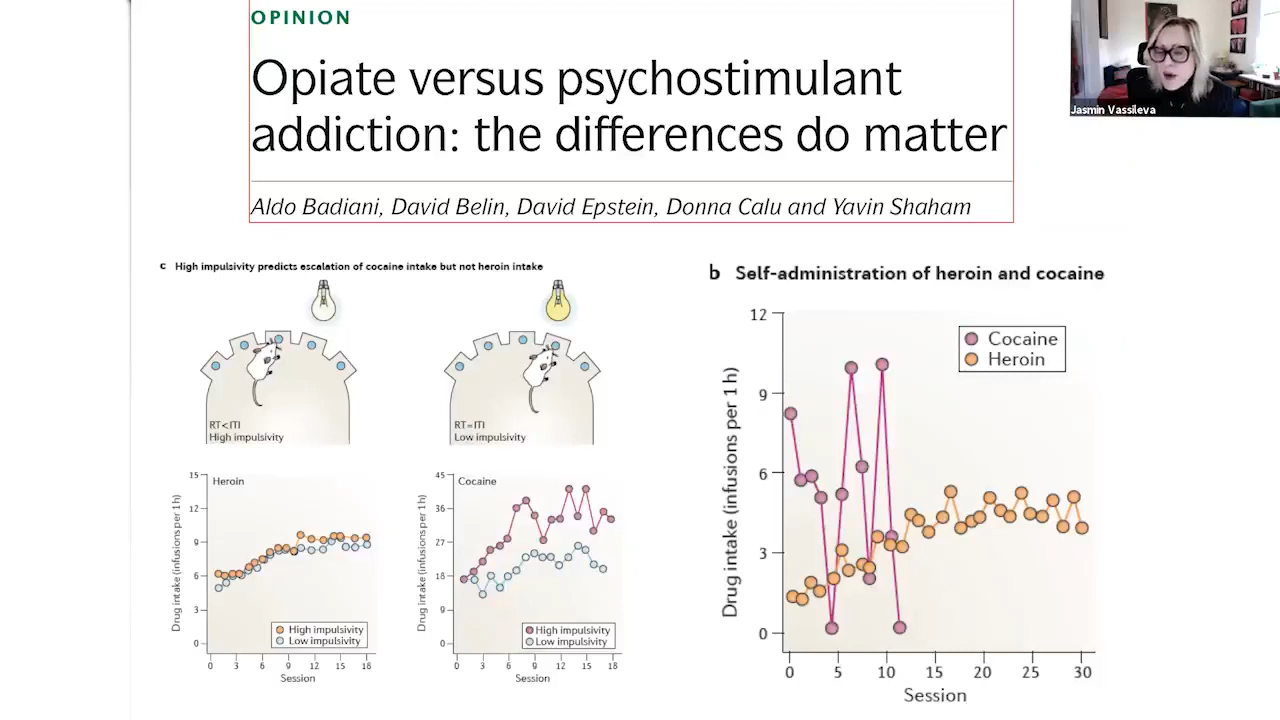 OPINION
Opiate versus psychostimulant
addiction: the differences do matter
Aldo Badiani, David Belin, David Epstein, Donna Calu and Yavin Shaham
Jasmin Vassileva
c High impulsivity predicts escalation of cocaine intake but not heroin intake
RT<ITI
High impulsivity
RT=ITI
Low impulsivity
Heroin
15
12
9
6
3
0
Drug intake (infusions per 1 h)
High impulsivity
Low impulsivity
0 3 6 9 12 15 18
Session
Cocaine
45
36
27
18
9
0
Drug intake (infusions per 1 h)
High impulsivity
Low impulsivity
0 3 6 9 12 15 18
Session
b Self-administration of heroin and cocaine
12
9
6
3
0
Drug intake (infusions per 1 h)
Cocaine
Heroin
0 5 10 15 20 25 30
Session